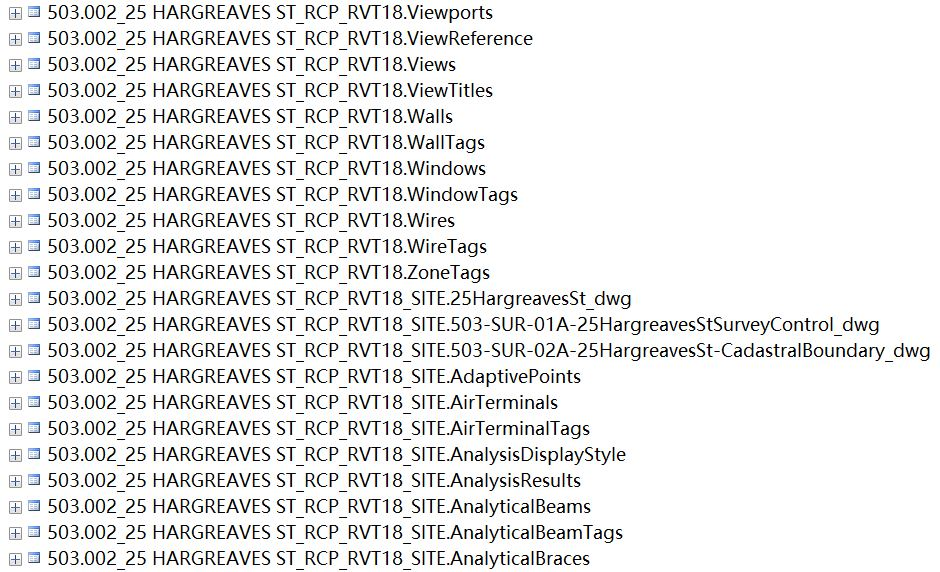 503.002_25 HARGREAVES ST_RCP_RVT18.Viewports
503.002_25 HARGREAVES ST_RCP_RVT18.ViewReference
503.002_25 HARGREAVES ST_RCP_RVT18.Views
503.002_25 HARGREAVES ST_RCP_RVT18.ViewTitles
503.002_25 HARGREAVES ST_RCP_RVT18.Walls
503.002_25 HARGREAVES ST_RCP_RVT18.WallTags
503.002_25 HARGREAVES ST_RCP_RVT18.Windows
503.002_25 HARGREAVES ST_RCP_RVT18.WindowTags
503.002_25 HARGREAVES ST_RCP_RVT18.Wires
503.002_25 HARGREAVES ST_RCP_RVT18.WireTags
503.002_25 HARGREAVES ST_RCP_RVT18.ZoneTags
503.002_25 HARGREAVES ST_RCP_RVT18_SITE.25HargreavesSt_dwg
503.002_25 HARGREAVES ST_RCP_RVT18_SITE.503-SUR-01A-25HargreavesStSurveyControl_dwg
503.002_25 HARGREAVES ST_RCP_RVT18_SITE.503-SUR-02A-25HargreavesSt-CadastralBoundary_dwg
503.002_25 HARGREAVES ST_RCP_RVT18_SITE.AdaptivePoints
503.002_25 HARGREAVES ST_RCP_RVT18_SITE.AirTerminals
503.002_25 HARGREAVES ST_RCP_RVT18_SITE.AirTerminalTags
503.002_25 HARGREAVES ST_RCP_RVT18_SITE.AnalysisDisplayStyle
503.002_25 HARGREAVES ST_RCP_RVT18_SITE.AnalysisResults
503.002_25 HARGREAVES ST_RCP_RVT18_SITE.AnalyticalBeams
503.002_25 HARGREAVES ST_RCP_RVT18_SITE.AnalyticalBeamTags
503.002_25 HARGREAVES ST_RCP_RVT18_SITE.AnalyticalBraces